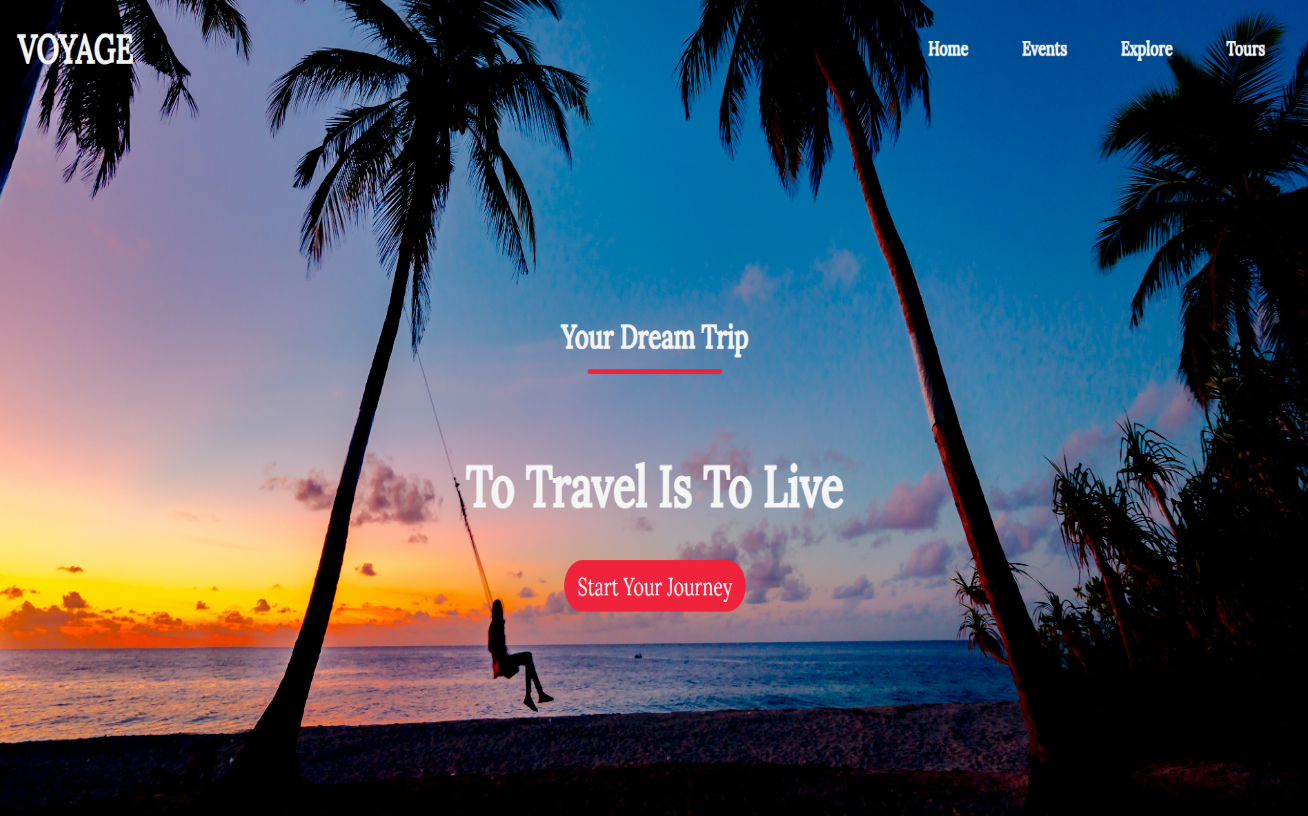 VOYAGE
Home Events Explore Tours
Your Dream Trip
To Travel Is To Live
Start Your Journey